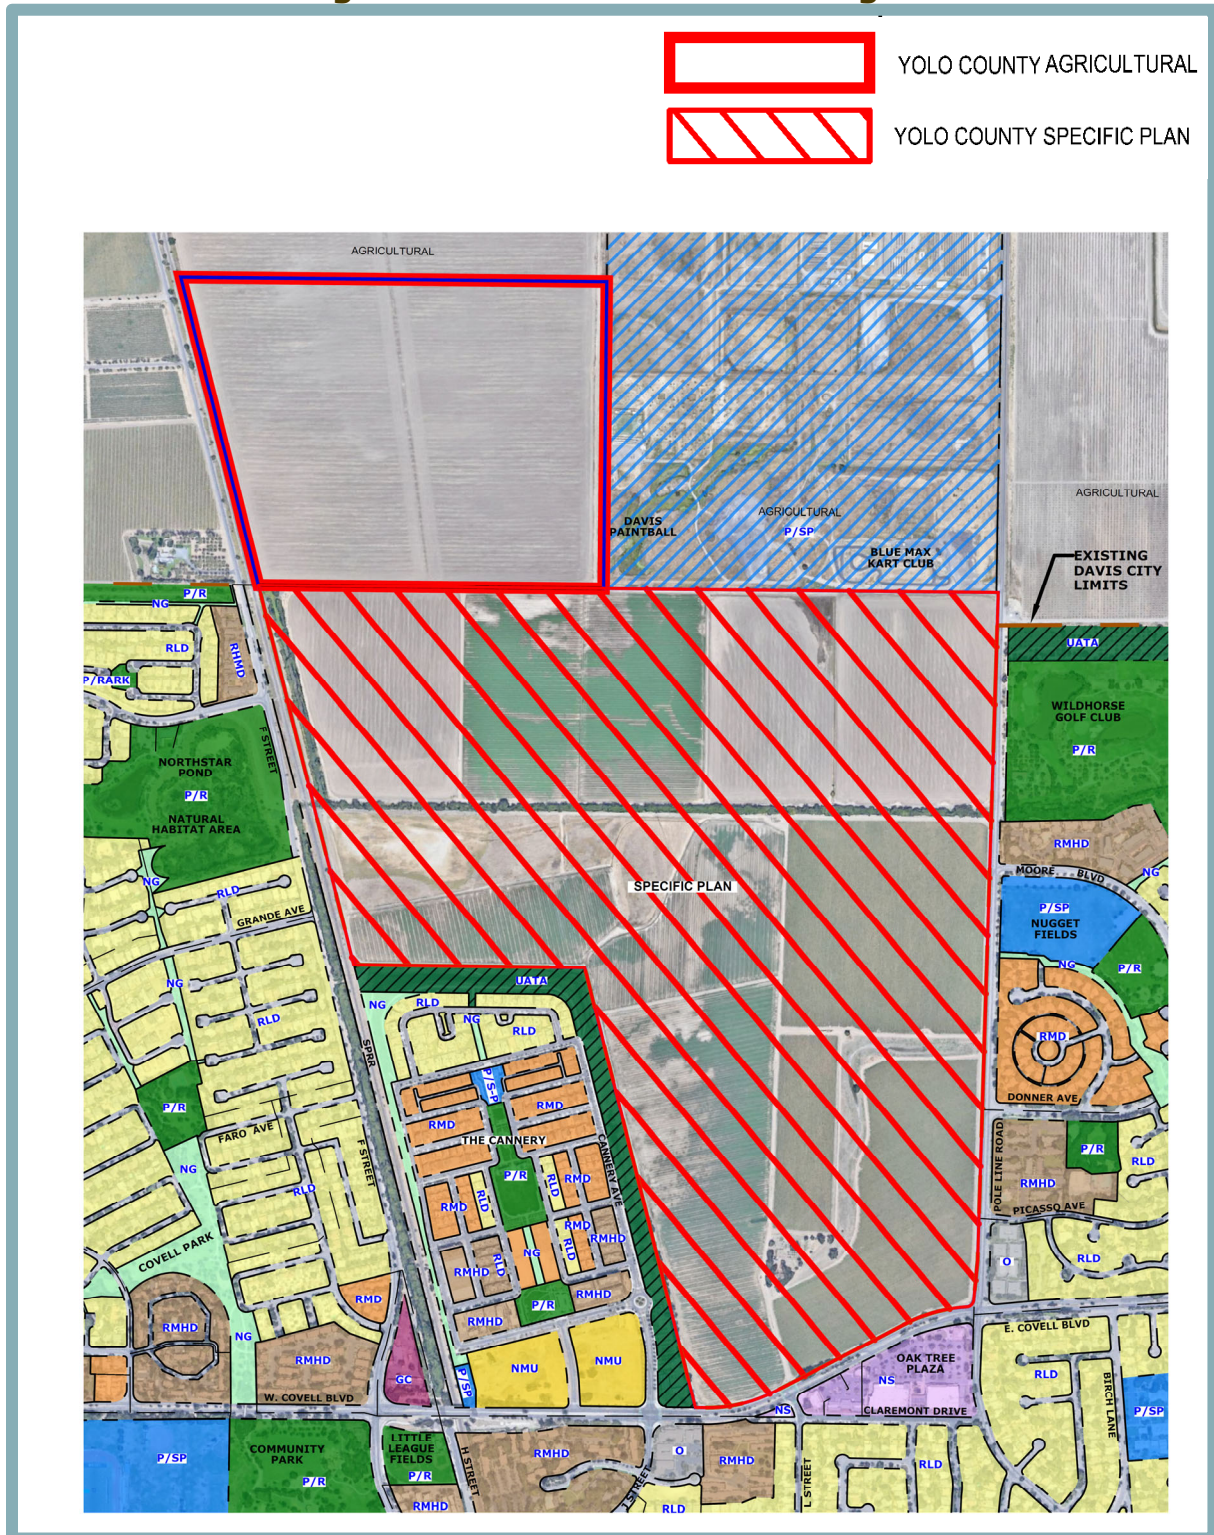 YOLO COUNTY AGRICULTURAL
YOLO COUNTY SPECIFIC PLAN
AGRICULTURAL
AGRICULTURAL
AGRICULTURAL
P/SP
DAVIS
PAINTBALL
BLUE MAX
KART CLUB
EXISTING
DAVIS CITY
LIMITS
P/R
NG
RLD
RHMD
P/RARK
UATA
WILDHORSE
GOLF CLUB
P/R
F STREET
NORTHSTAR
POND
P/R
NATURAL
HABITAT AREA
RMHD
MOORE BLVD
NG
NG
RLD
SPECIFIC PLAN
P/SP
NUGGET
FIELDS
GRANDE AVE
NG
P/R
NG
UATA
RLD
NG
RLD
NG
RLD
RMD
SPRR
P/S-P
DONNER AVE
P/R
RMD
RMD
FARO AVE
THE CANNERY
CANNERY AVE
POLE LINE ROAD
P/R
RLD
F STREET
NG
P/R
RLD
RMD
RMHD
RLD
RLD
RMD
PICASSO AVE
RMD
RMHD
COVELL PARK
NG
RLD
RLD
O
RLD
RMHD
RMHD
RMD
P/R
RMHD
RMHD
NG
E. COVELL BLVD
RMHD
NMU
NMU
OAK TREE
PLAZA
RLD
GC
P/SP
NS
BIRCH LANE
W. COVELL BLVD
NS
CLAREMONT DRIVE
P/SP
LITTLE
LEAGUE
FIELDS
P/R
COMMUNITY
PARK
P/R
P/SP
H STREET
RMHD
O
RMHD
RLD
J STREET
L STREET
RMHD
RLD